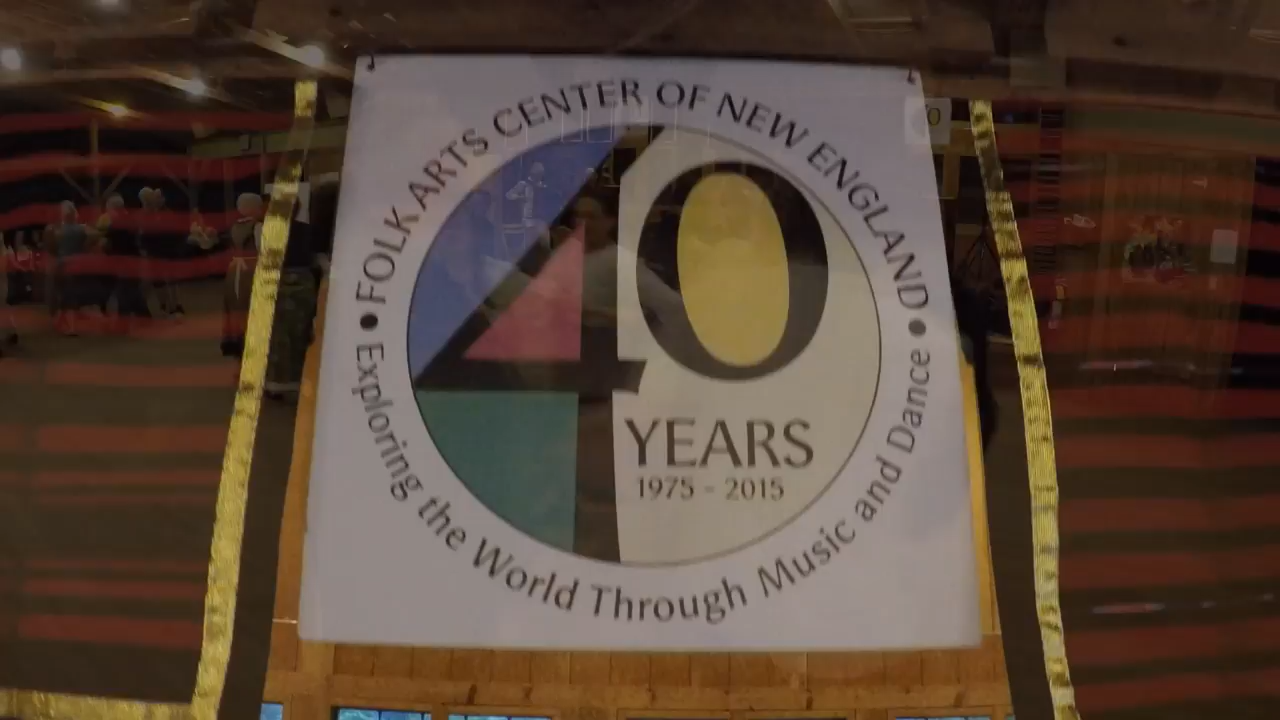 • FOLK ARTS CENTER OF NEW ENGLAND •
40
YEARS
1975 - 2015
Exploring the World Through Music and Dance